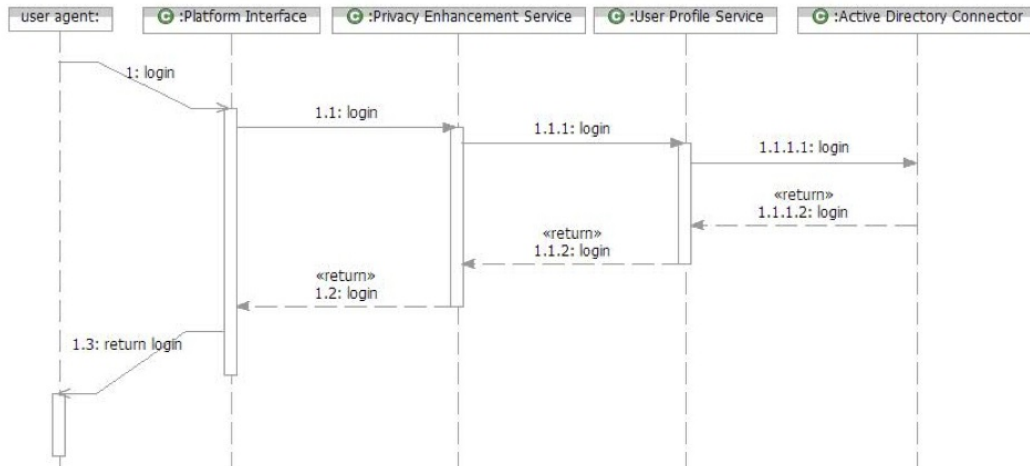 user agent:
C :Platform Interface
C :Privacy Enhancement Service
C :User Profile Service
C :Active Directory Connector
1: login
1.1: login
1.1.1: login
1.1.1.1: login
«return»
1.1.1.2: login
«return»
1.1.2: login
«return»
1.2: login
1.3: return login